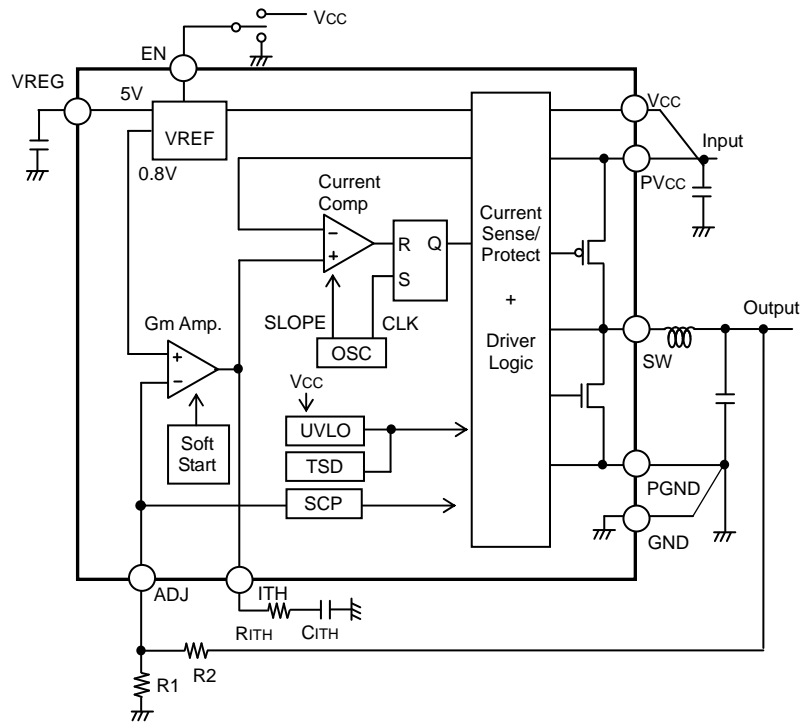 VCC
EN
VREG
5V
VREF
0.8V
VCC
Input
PVCC
Current
Comp
−
+
R Q
S
Current
Sense/
Protect
+
Driver
Logic
SLOPE
CLK
OSC
Gm Amp.
+
−
Output
SW
VCC
UVLO
TSD
SCP
Soft
Start
PGND
GND
ADJ
ITH
RITH
CITH
R2
R1